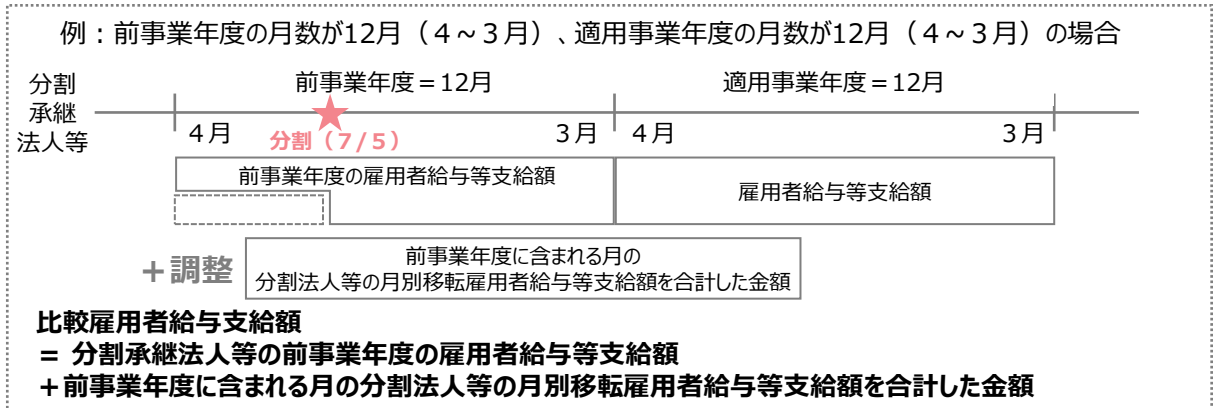 例：前事業年度の月数が12月（４～３月）、適用事業年度の月数が12月（４～３月）の場合
分割
承継
法人等
前事業年度＝12月
適用事業年度＝12月
４月
分割（７/５）
３月
４月
３月
前事業年度の雇用者給与等支給額
雇用者給与等支給額
＋調整
前事業年度に含まれる月の
分割法人等の月別移転雇用者給与等支給額を合計した金額
比較雇用者給与支給額
＝ 分割承継法人等の前事業年度の雇用者給与等支給額
＋前事業年度に含まれる月の分割法人等の月別移転雇用者給与等支給額を合計した金額